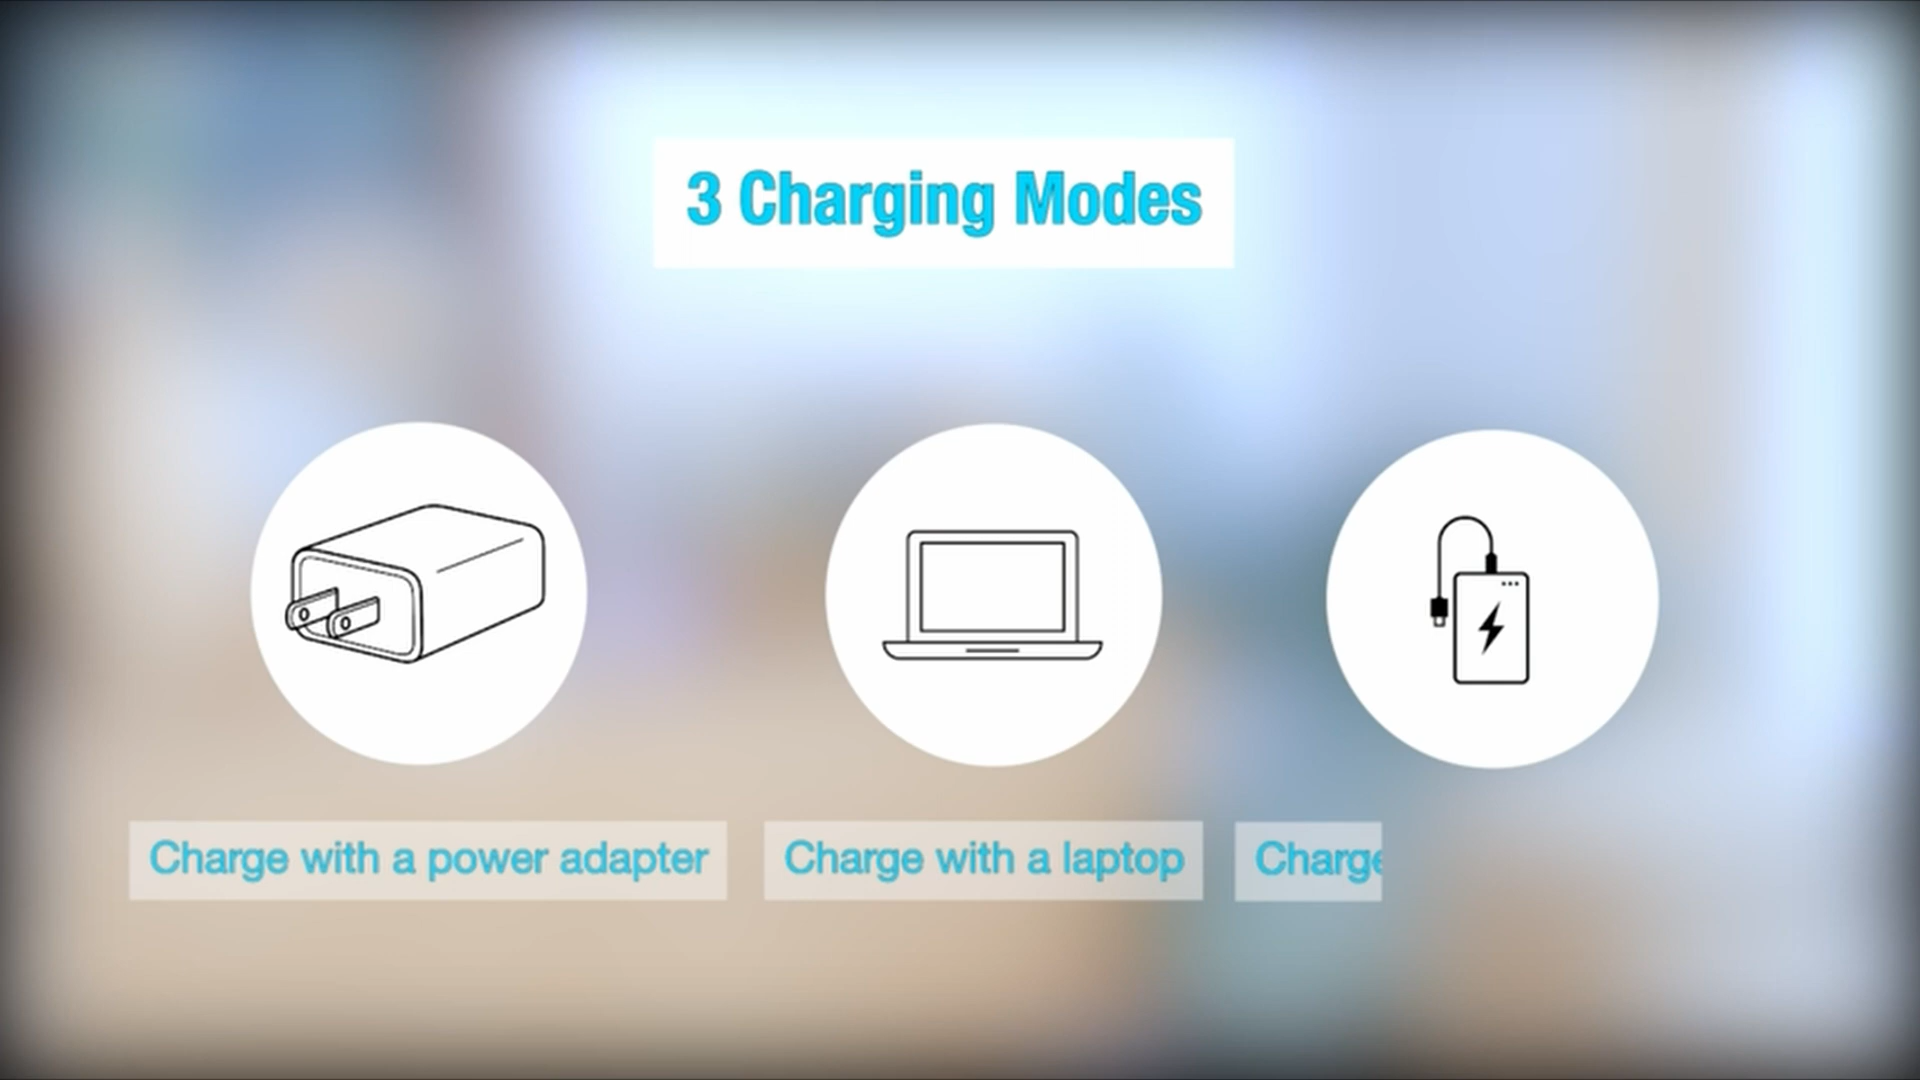 3 Charging Modes
Charge with a power adapter
Charge with a laptop
Charge